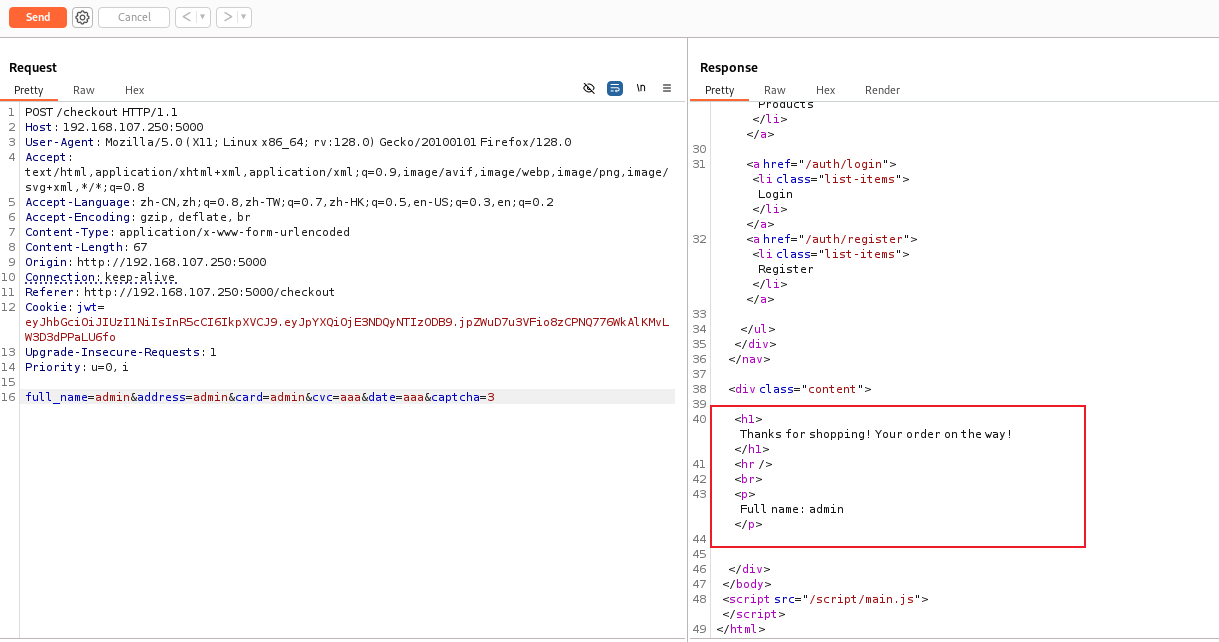 Send
Cancel
Request
Pretty Raw Hex
\n
1 POST /checkout HTTP/1.1
2 Host: 192.168.107.250:5000
3 User-Agent: Mozilla/5.0 (X11; Linux x86_64; rv:128.0) Gecko/20100101 Firefox/128.0
4 Accept:
text/html,application/xhtml+xml,application/xml;q=0.9,image/avif,image/webp,image/png,image/
svg+xml,*/*;q=0.8
5 Accept-Language: zh-CN,zh;q=0.8,zh-TW;q=0.7,zh-HK;q=0.5,en-US;q=0.3,en;q=0.2
6 Accept-Encoding: gzip, deflate, br
7 Content-Type: application/x-www-form-urlencoded
8 Content-Length: 67
9 Origin: http://192.168.107.250:5000
10 Connection: keep-alive
11 Referer: http://192.168.107.250:5000/checkout
12 Cookie: jwt=
eyJhbGciOiJIUzI1NiIsInR5cCI6IkpXVCJ9.eyJpYXQiOjE3NDQyNTIzODB9.jpZWuD7u3VFio8zCPNQ776WkAlKMvL
W3D3dPPaLU6fo
13 Upgrade-Insecure-Requests: 1
14 Priority: u=0, i
15
16 full_name=admin&address=admin&card=admin&cvc=aaa&date=aaa&captcha=3
Response
Pretty Raw Hex Render
Products
</li>
</a>
30
31 <a href="/auth/login">
<li class="list-items">
Login
</li>
</a>
32 <a href="/auth/register">
<li class="list-items">
Register
</li>
</a>
33
34 </ul>
35 </div>
36 </nav>
37
38 <div class="content">
39
40 <h1>
Thanks for shopping! Your order on the way!
</h1>
41 <hr />
42 <br>
43 <p>
Full name: admin
</p>
44
45
46 </div>
47 </body>
48 <script src="/script/main.js">
</script>
49 </html>